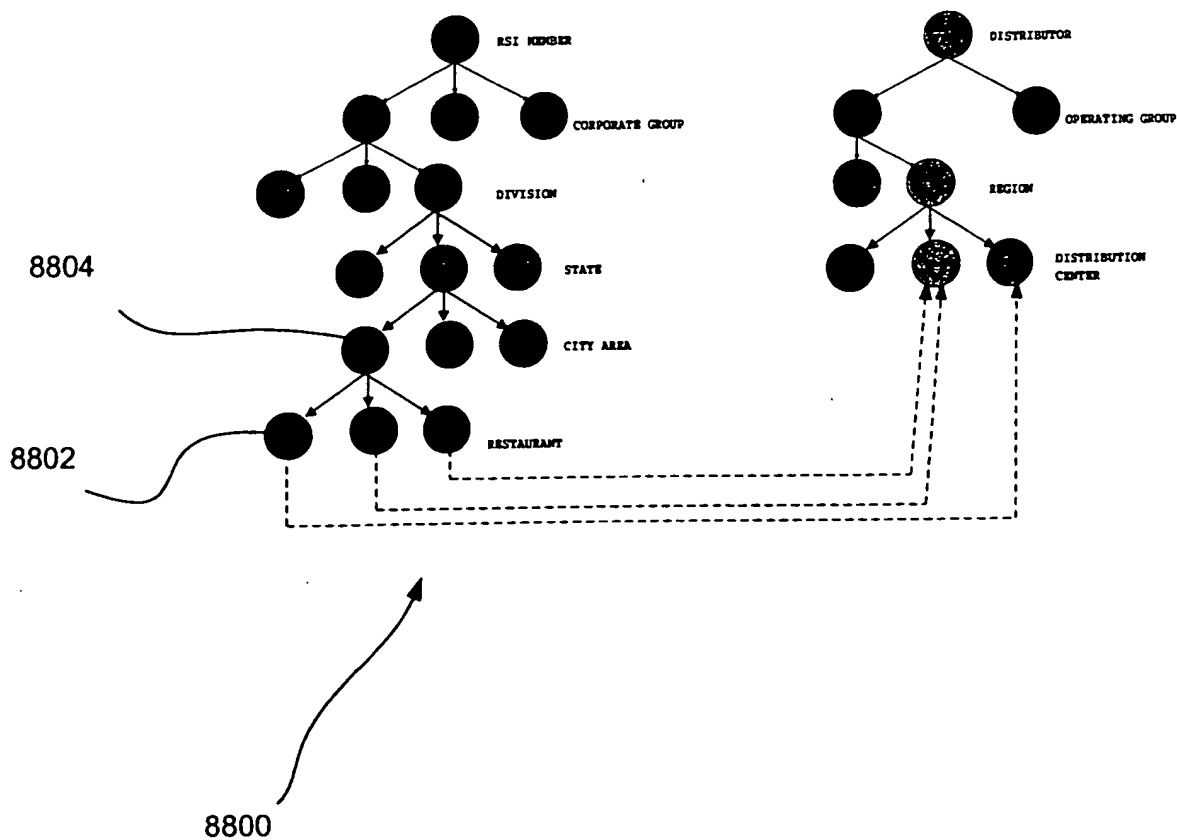 RSI MEMBER
DISTRIBUTOR
CORPORATE GROUP
OPERATING GROUP
DIVISION
REGION
8804
STATE
DISTRIBUTION
CENTER
CITY AREA
8802
RESTAURANT
8800